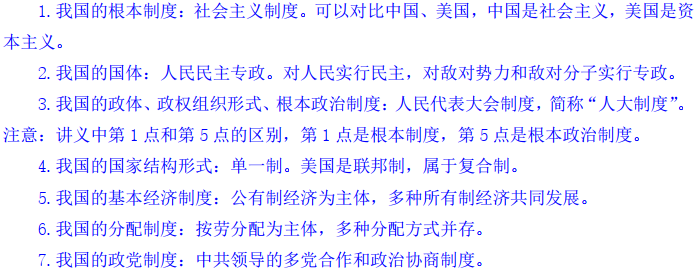 1.我国的根本制度：社会主义制度。可以对比中国、美国，中国是社会主义，美国是资
本主义。
2.我国的国体：人民民主专政。对人民实行民主，对敌对势力和敌对分子实行专政。
3.我国的政体、政权组织形式、根本政治制度：人民代表大会制度，简称“人大制度”。
注意：讲义中第 1 点和第 5 点的区别，第 1 点是根本制度，第 5 点是根本政治制度。
4.我国的国家结构形式：单一制。美国是联邦制，属于复合制。
5.我国的基本经济制度：公有制经济为主体，多种所有制经济共同发展。
6.我国的分配制度：按劳分配为主体，多种分配方式并存。
7.我国的政党制度：中共领导的多党合作和政治协商制度。